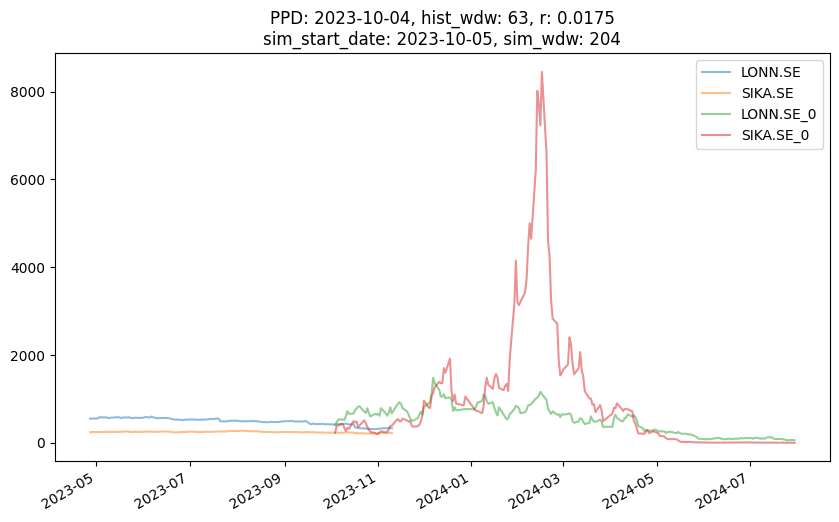 PPD: 2023-10-04, hist_wdw: 63, r: 0.0175
sim_start_date: 2023-10-05, sim_wdw: 204
LONN.SE
SIKA.SE
LONN.SE_0
SIKA.SE_0
8000
6000
4000
2000
0
2023-05
2023-07
2023-09
2023-11
2024-01
2024-03
2024-05
2024-07